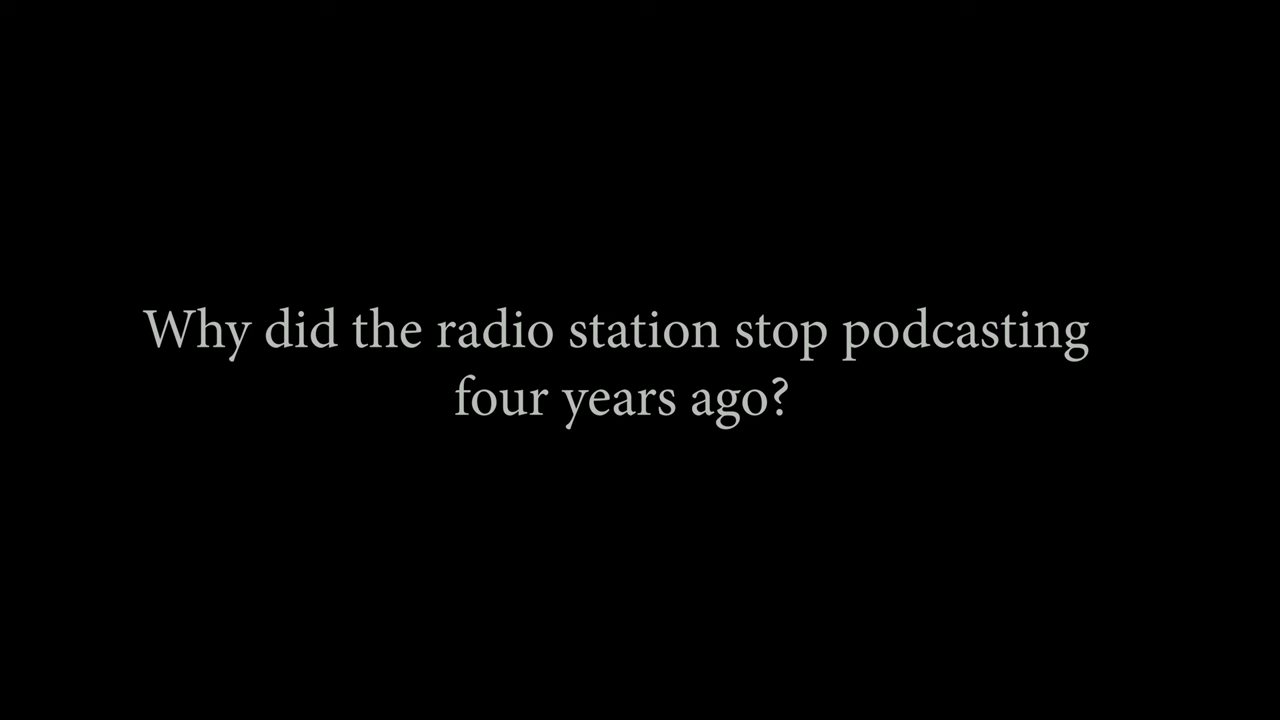 Why did the radio station stop podcasting
four years ago?